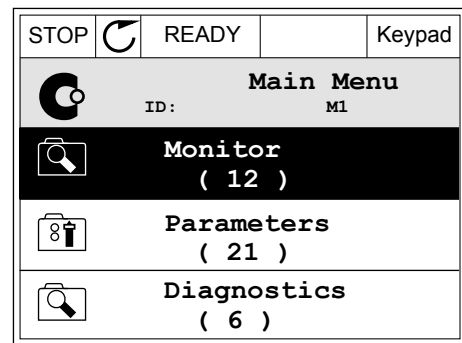 STOP READY Keypad
Main Menu
ID: M1
Monitor
( 12 )
Parameters
( 21 )
Diagnostics
( 6 )